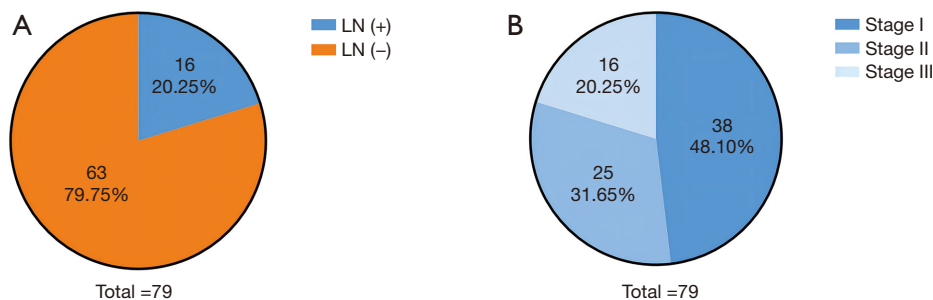 A
LN (+)
LN (–)
16
20.25%
63
79.75%
Total =79
B
Stage I
Stage II
Stage III
16
20.25%
38
48.10%
25
31.65%
Total =79